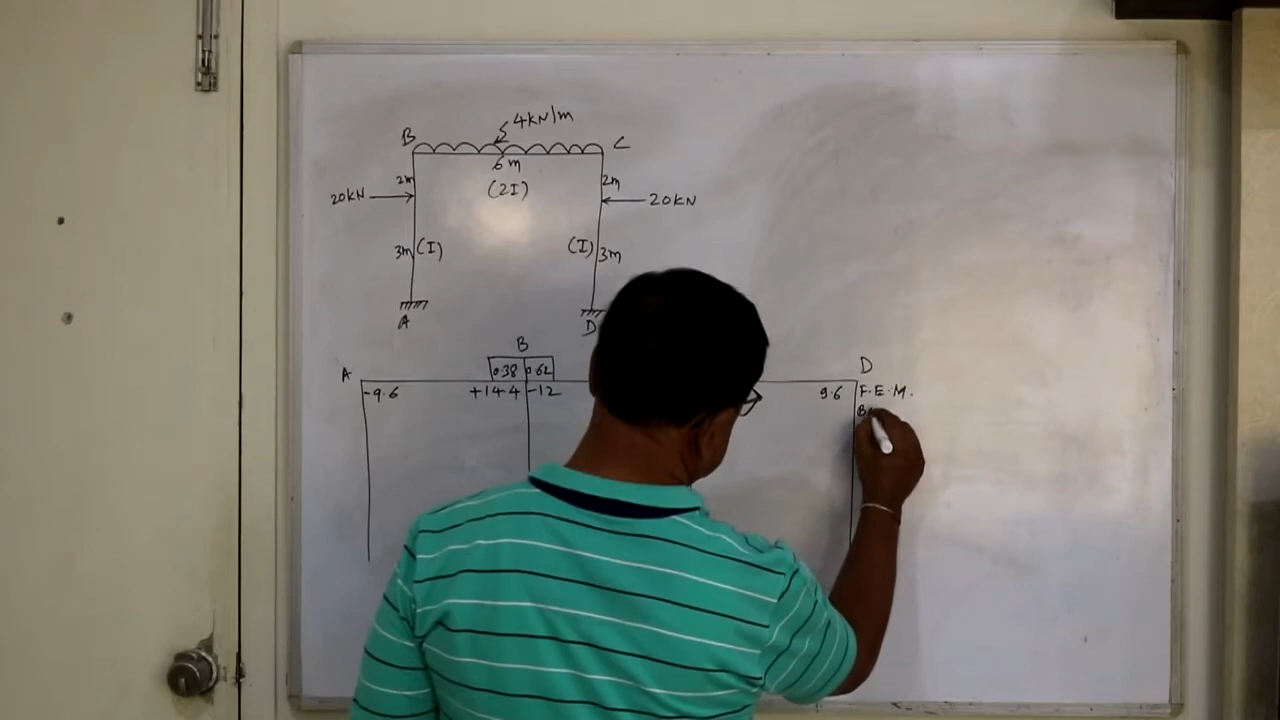 4kN/m
B C
6m
2m (2I) 2m
20kN 20kN
3m (I) (I) 3m
A D
B D
A 0.38 0.62
-9.6 +14.4 -12 9.6 F.E.M.